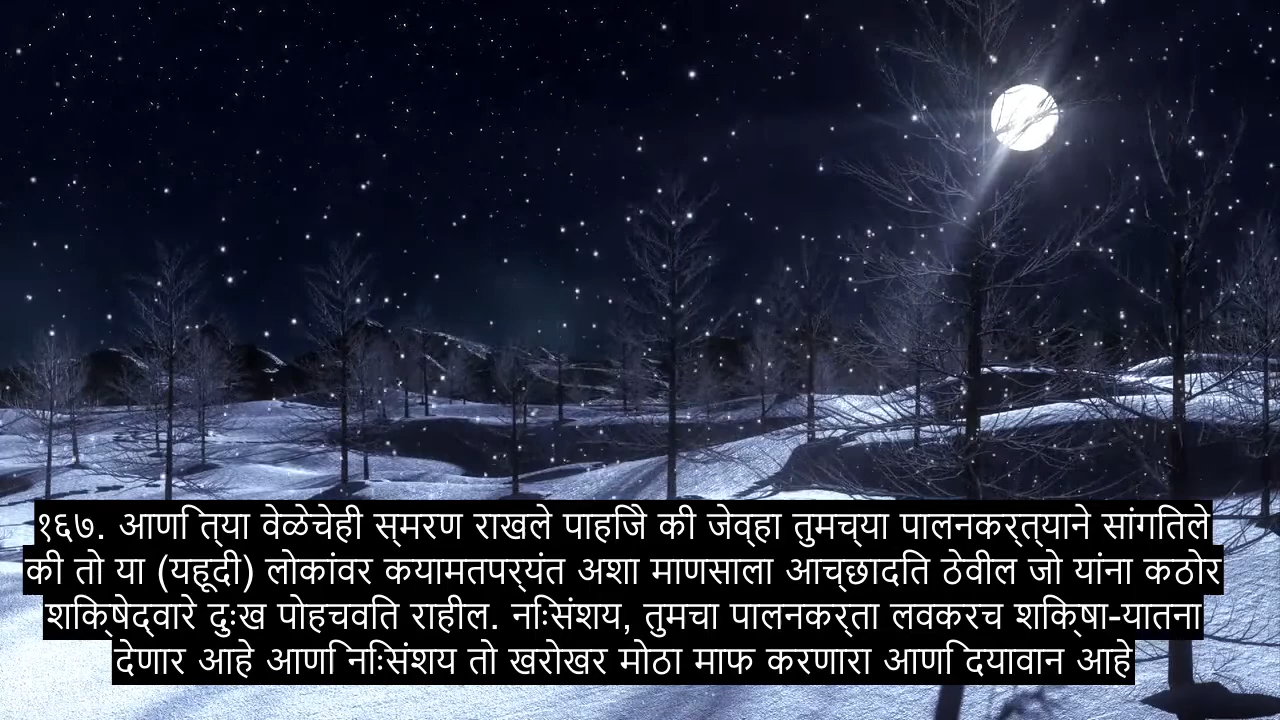 १६७. आणि त्या वेळेचेही स्मरण राखले पाहिजे की जेव्हा तुमच्या पालनकर्त्याने सांगितले
की तो या (यहूदी) लोकांवर कयामतपर्यंत अशा माणसाला आच्छादित ठेवील जो यांना कठोर
शिक्षेद्वारे दुःख पोहचवित राहील. निःसंशय, तुमचा पालनकर्ता लवकरच शिक्षा-यातना
देणार आहे आणि निःसंशय तो खरोखर मोठा माफ करणारा आणि दयावान आहे